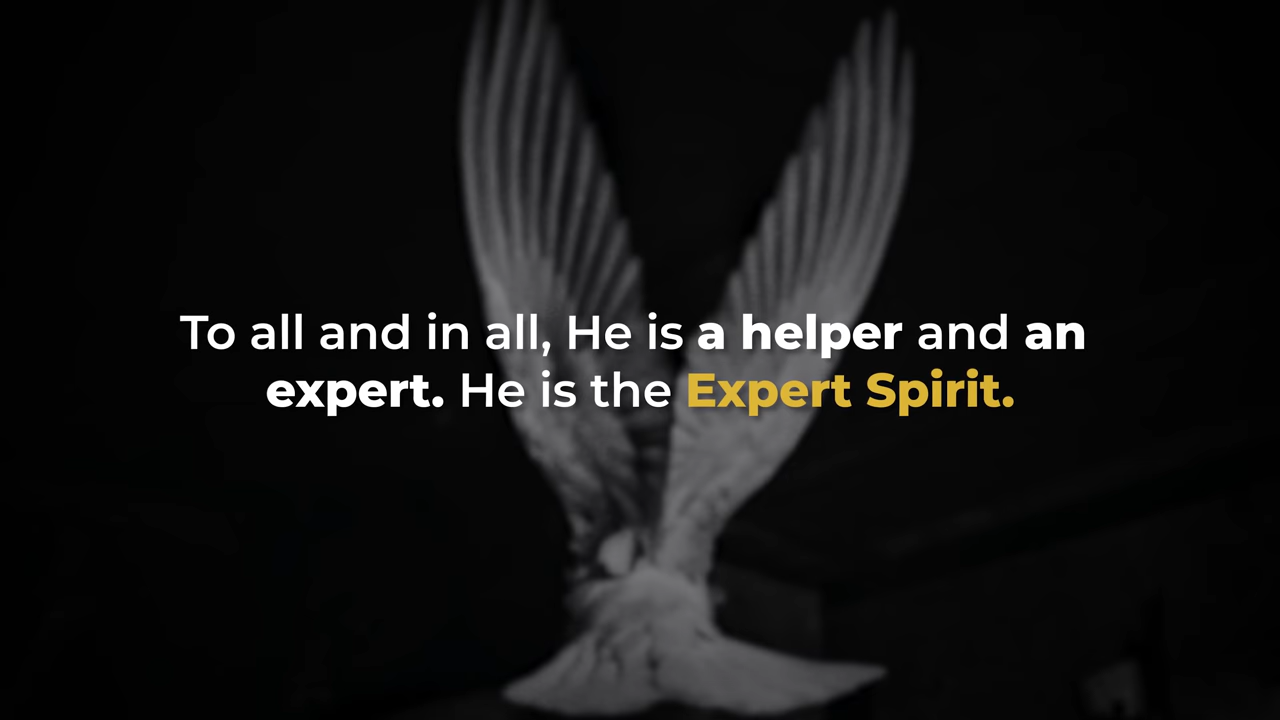 To all and in all, He is a helper and an
expert. He is the Expert Spirit.